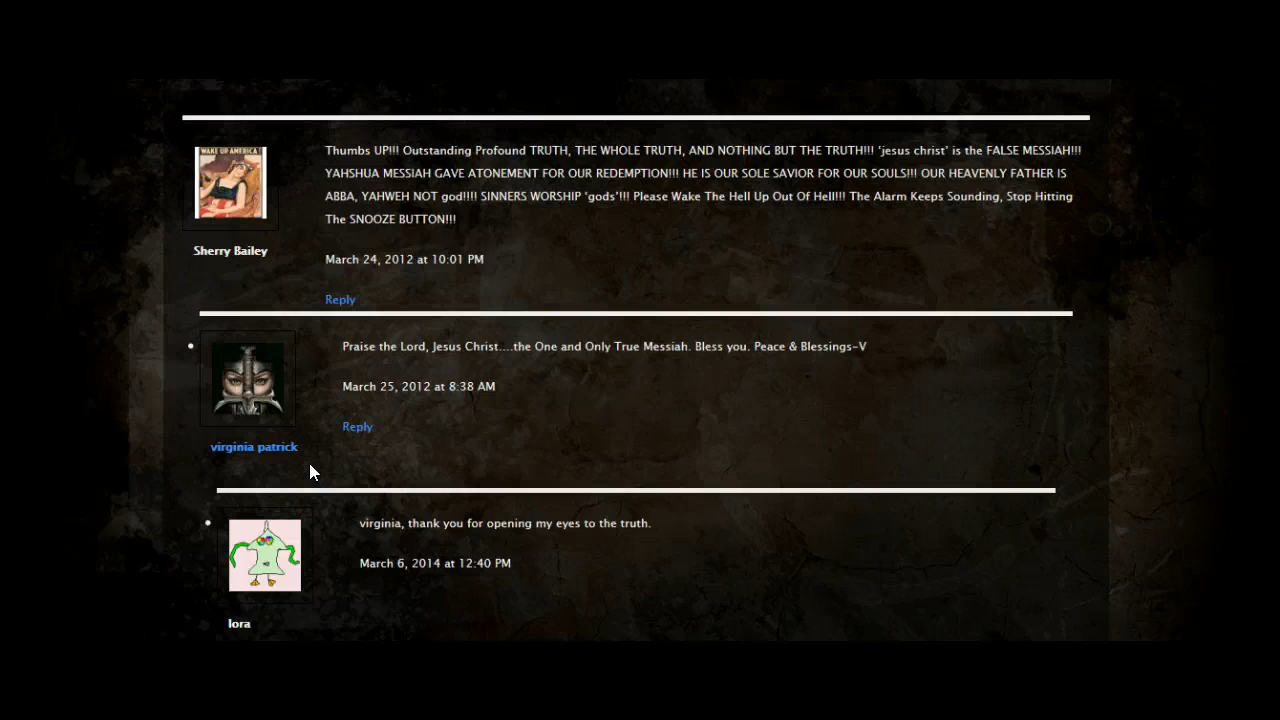 WAKE UP AMERICA!
Thumbs UP!!! Outstanding Profound TRUTH, THE WHOLE TRUTH, AND NOTHING BUT THE TRUTH!!! 'jesus christ' is the FALSE MESSIAH!!!
YAHSHUA MESSIAH GAVE ATONEMENT FOR OUR REDEMPTION!!! HE IS OUR SOLE SAVIOR FOR OUR SOULS!!! OUR HEAVENLY FATHER IS
ABBA, YAHWEH NOT god!!!! SINNERS WORSHIP 'gods'!!! Please Wake The Hell Up Out Of Hell!!! The Alarm Keeps Sounding, Stop Hitting
The SNOOZE BUTTON!!!
Sherry Bailey
March 24, 2012 at 10:01 PM
Reply
Praise the Lord, Jesus Christ....the One and Only True Messiah. Bless you. Peace & Blessings-V
March 25, 2012 at 8:38 AM
Reply
virginia patrick
virginia, thank you for opening my eyes to the truth.
March 6, 2014 at 12:40 PM
lora